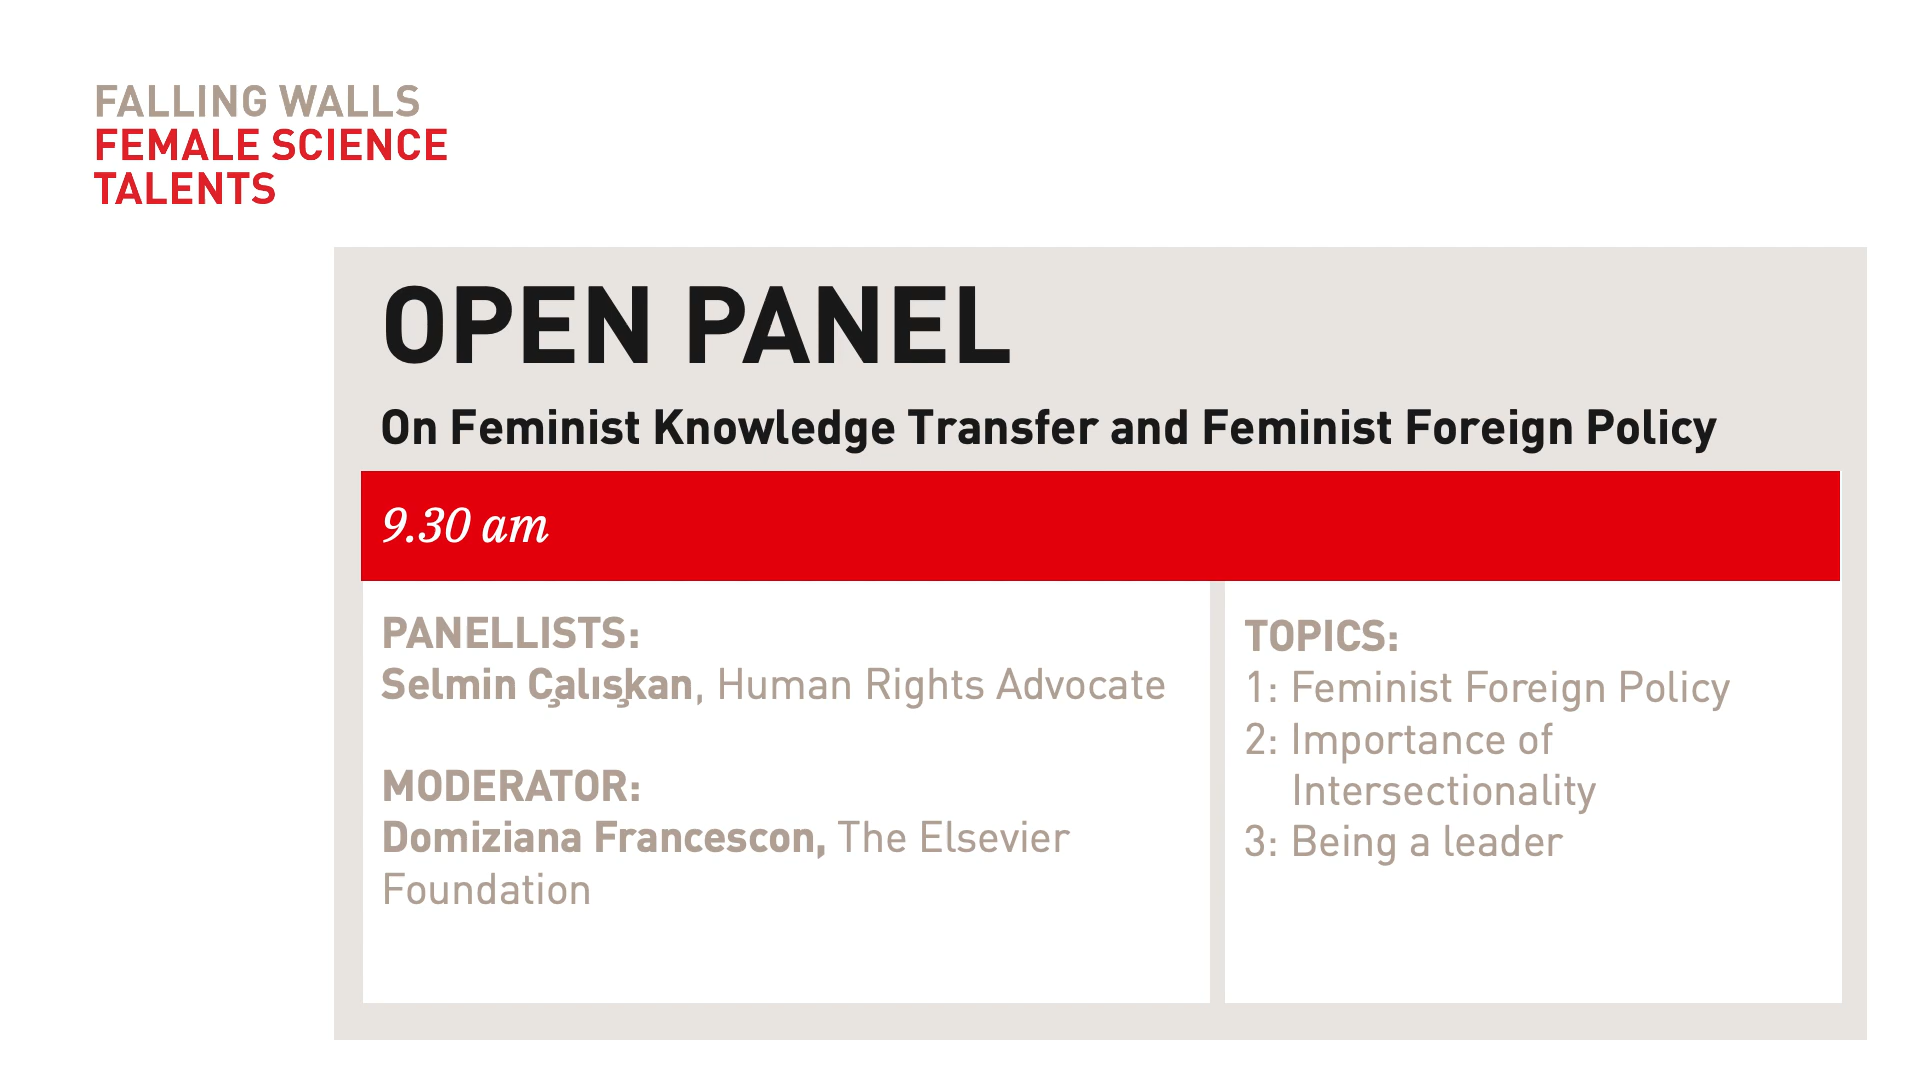 FALLING WALLS
FEMALE SCIENCE
TALENTS
OPEN PANEL
On Feminist Knowledge Transfer and Feminist Foreign Policy
9.30 am
PANELLISTS:
Selmin Çalışkan, Human Rights Advocate
MODERATOR:
Domiziana Francescon, The Elsevier
Foundation
TOPICS:
1: Feminist Foreign Policy
2: Importance of
Intersectionality
3: Being a leader